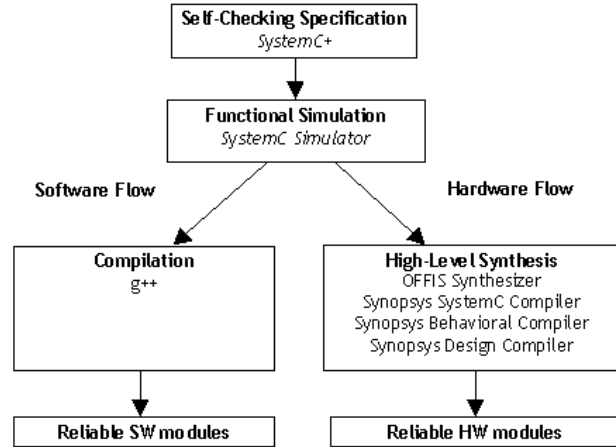 Self-Checking Specification
SystemC+
Functional Simulation
SystemC Simulator
Software Flow
Hardware Flow
Compilation
g++
High-Level Synthesis
OFFIS Synthesizer
Synopsys SystemC Compiler
Synopsys Behavioral Compiler
Synopsys Design Compiler
Reliable SW modules
Reliable HW modules